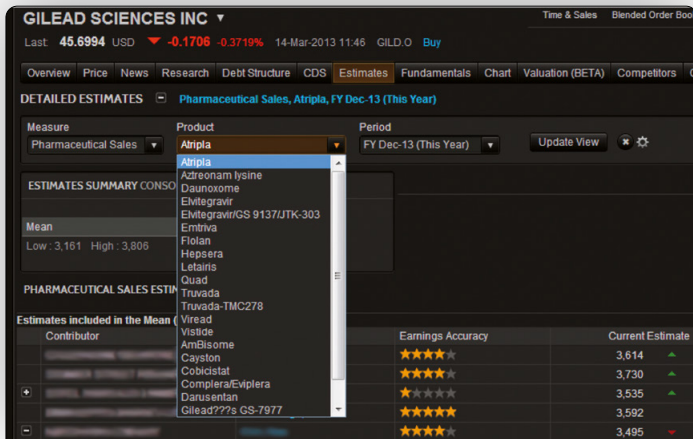 GILEAD SCIENCES INC ▼
Time & Sales Blended Order Boo
Last: 45.6994 USD ▼ -0.1706 -0.3719% 14-Mar-2013 11:46 GILD.O Buy
Overview Price News Research Debt Structure CDS Estimates Fundamentals Chart Valuation (BETA) Competitors
DETAILED ESTIMATES Pharmaceutical Sales, Atripla, FY Dec-13 (This Year)
Measure Product Period
Pharmaceutical Sales Atripla FY Dec-13 (This Year) Update View
Atripla
Aztreonam lysine
Daunoxome
Elvitegravir
Elvitegravir/GS 9137/JTK-303
Emtriva
Flolan
Hepsera
Letairis
Quad
Truvada
Truvada-TMC278
Viread
Vistide
AmBisome
Cayston
Cobicistat
Complera/Eviplera
Darusentan
Gilead???s GS-7977
ESTIMATES SUMMARY CONSO
Mean
Low : 3,161 High : 3,806
PHARMACEUTICAL SALES ESTIM
Estimates included in the Mean (
Contributor Earnings Accuracy Current Estimate
3,614
3,730
3,535
3,592
3,495